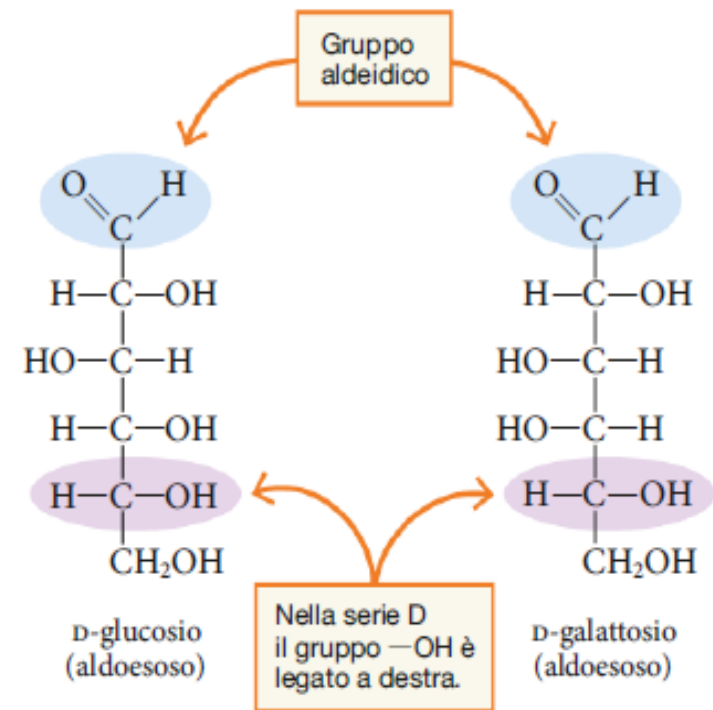 Gruppo
aldeidico
O H O H
C C
H—C—OH H—C—OH
HO—C—H HO—C—H
H—C—OH HO—C—H
H—C—OH H—C—OH
CH₂OH CH₂OH
Nella serie D
il gruppo —OH è
legato a destra.
D-glucosio
(aldoesoso)
D-galattosio
(aldoesoso)